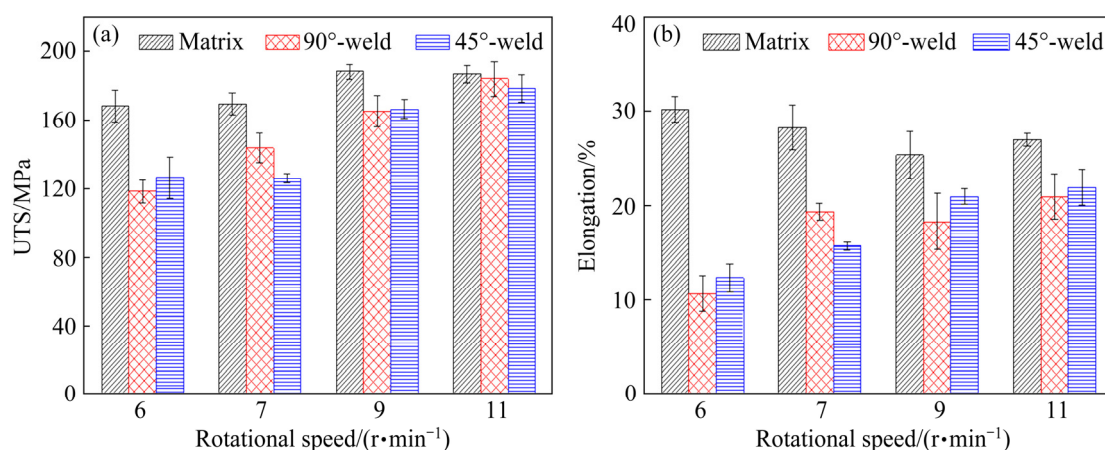 (a)
Matrix 90°-weld 45°-weld
UTS/MPa
200
160
120
80
40
0
6 7 9 11
Rotational speed/(r•min⁻¹)
(b)
Matrix 90°-weld 45°-weld
Elongation/%
40
30
20
10
0
6 7 9 11
Rotational speed/(r•min⁻¹)